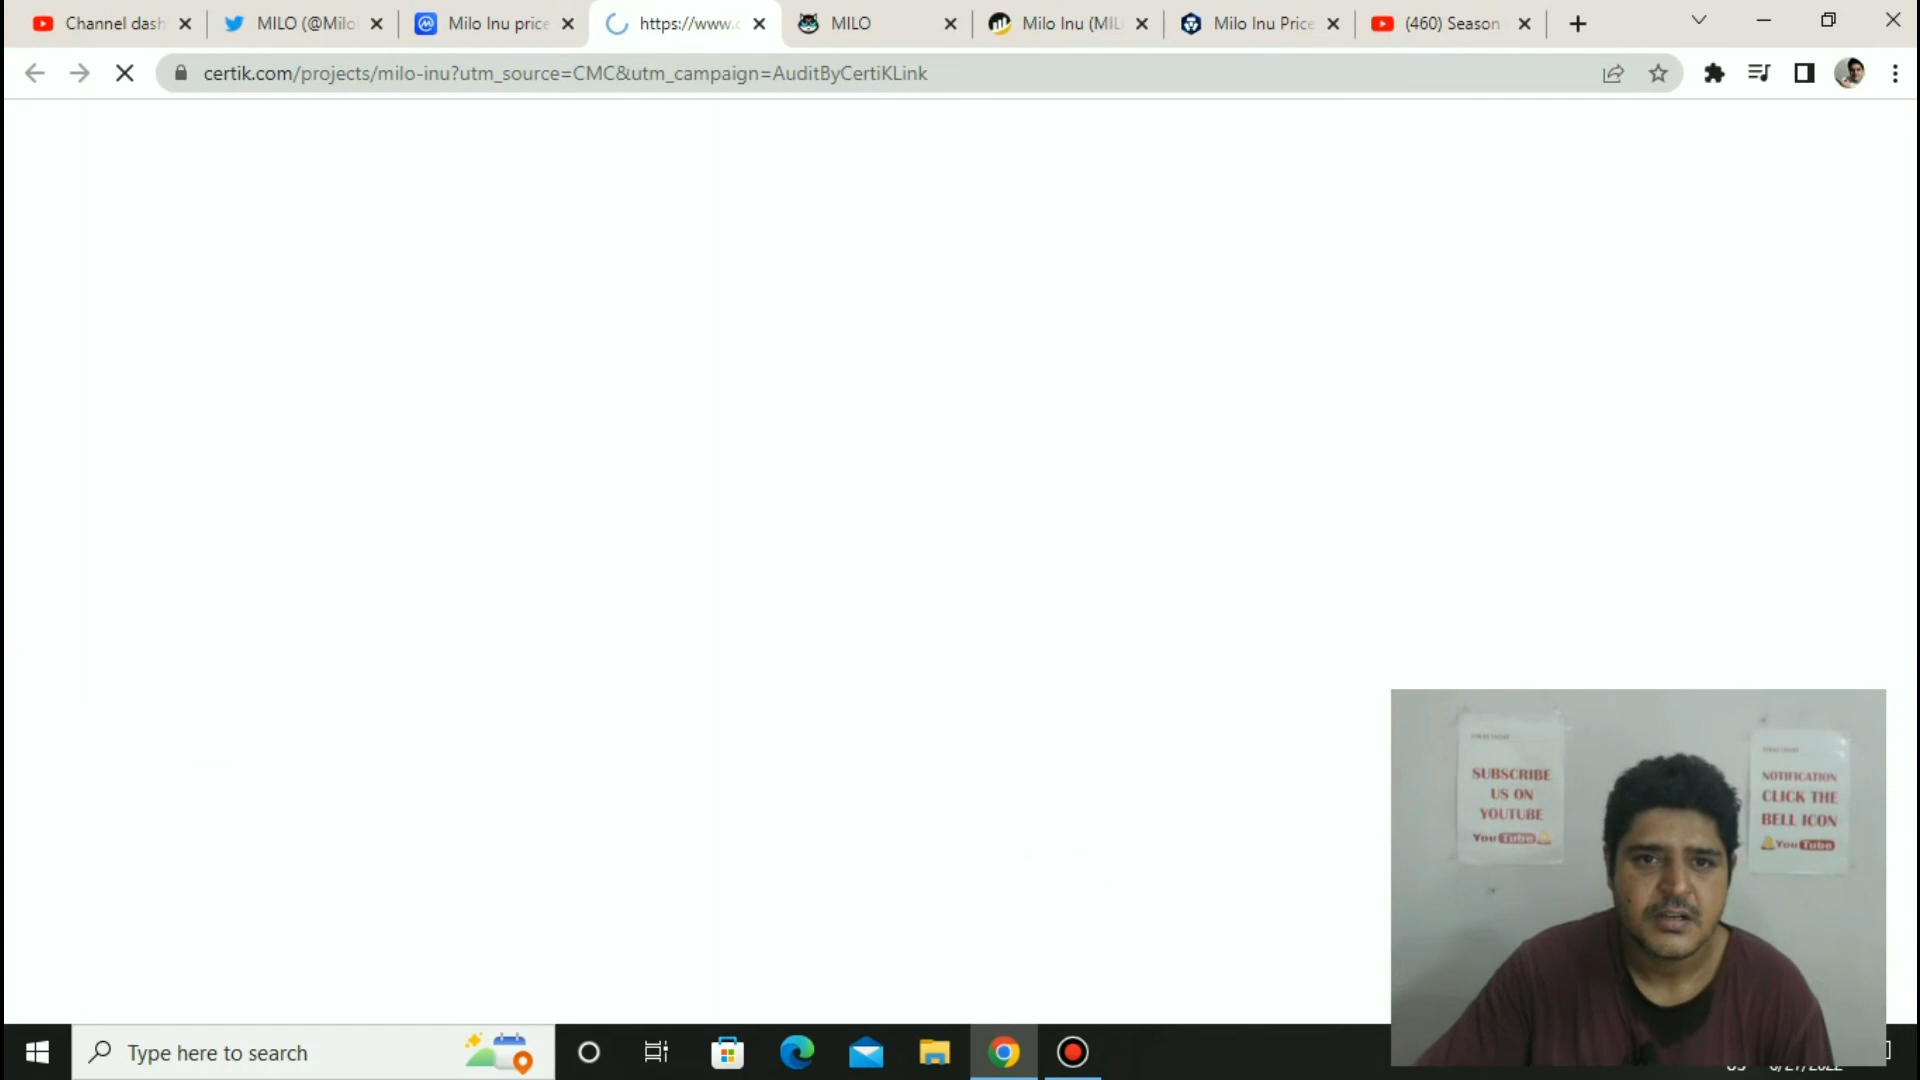 Channel dash
MILO (@Milo
Milo Inu price
https://www.c
MILO
Milo Inu (MIL
Milo Inu Price
(460) Season
certik.com/projects/milo-inu?utm_source=CMC&utm_campaign=AuditByCertiKLink
SUBSCRIBE
US ON
YOUTUBE
YouTube
NOTIFICATION
CLICK THE
BELL ICON
YouTube
Type here to search